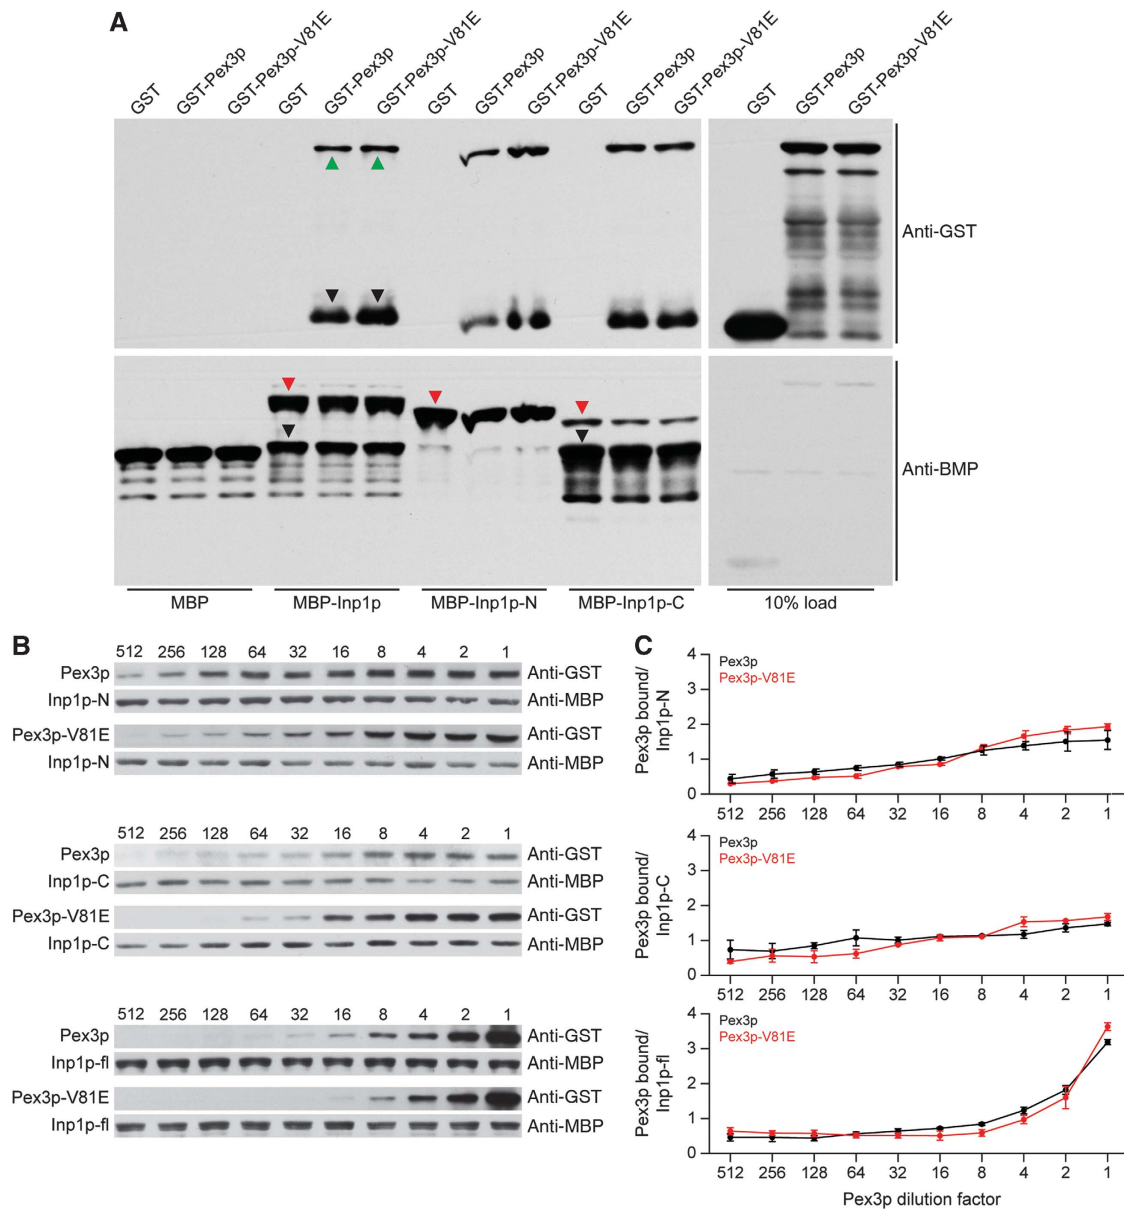 A
GST GST-Pex3p GST-Pex3p-V81E GST GST-Pex3p GST-Pex3p-V81E GST GST-Pex3p GST-Pex3p-V81E GST GST-Pex3p GST-Pex3p-V81E GST GST-Pex3p GST-Pex3p-V81E
Anti-GST
Anti-BMP
MBP MBP-Inp1p MBP-Inp1p-N MBP-Inp1p-C 10% load
B
512 256 128 64 32 16 8 4 2 1
Pex3p Anti-GST
Inp1p-N Anti-MBP
Pex3p-V81E Anti-GST
Inp1p-N Anti-MBP
512 256 128 64 32 16 8 4 2 1
Pex3p Anti-GST
Inp1p-C Anti-MBP
Pex3p-V81E Anti-GST
Inp1p-C Anti-MBP
512 256 128 64 32 16 8 4 2 1
Pex3p Anti-GST
Inp1p-fl Anti-MBP
Pex3p-V81E Anti-GST
Inp1p-fl Anti-MBP
C
Pex3p bound/
Inp1p-N
4
3
2
1
0
Pex3p
Pex3p-V81E
512 256 128 64 32 16 8 4 2 1
Pex3p bound/
Inp1p-C
4
3
2
1
0
Pex3p
Pex3p-V81E
512 256 128 64 32 16 8 4 2 1
Pex3p bound/
Inp1p-fl
4
3
2
1
0
Pex3p
Pex3p-V81E
512 256 128 64 32 16 8 4 2 1
Pex3p dilution factor